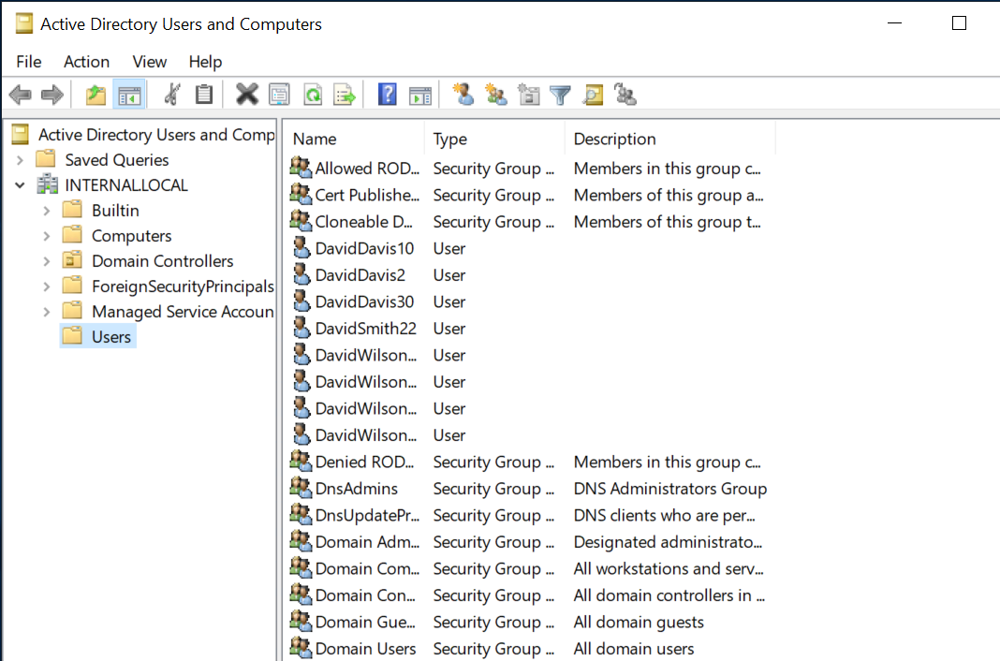 Active Directory Users and Computers
File Action View Help
Active Directory Users and Comp
Saved Queries
INTERNALLOCAL
Builtin
Computers
Domain Controllers
ForeignSecurityPrincipals
Managed Service Accoun
Users
Name Type Description
Allowed ROD... Security Group ... Members in this group c...
Cert Publishe... Security Group ... Members of this group a...
Cloneable D... Security Group ... Members of this group t...
DavidDavis10 User
DavidDavis2 User
DavidDavis30 User
DavidSmith22 User
DavidWilson... User
DavidWilson... User
DavidWilson... User
DavidWilson... User
Denied ROD... Security Group ... Members in this group c...
DnsAdmins Security Group ... DNS Administrators Group
DnsUpdatePr... Security Group ... DNS clients who are per...
Domain Adm... Security Group ... Designated administrato...
Domain Com... Security Group ... All workstations and serv...
Domain Con... Security Group ... All domain controllers in ...
Domain Gue... Security Group ... All domain guests
Domain Users Security Group ... All domain users